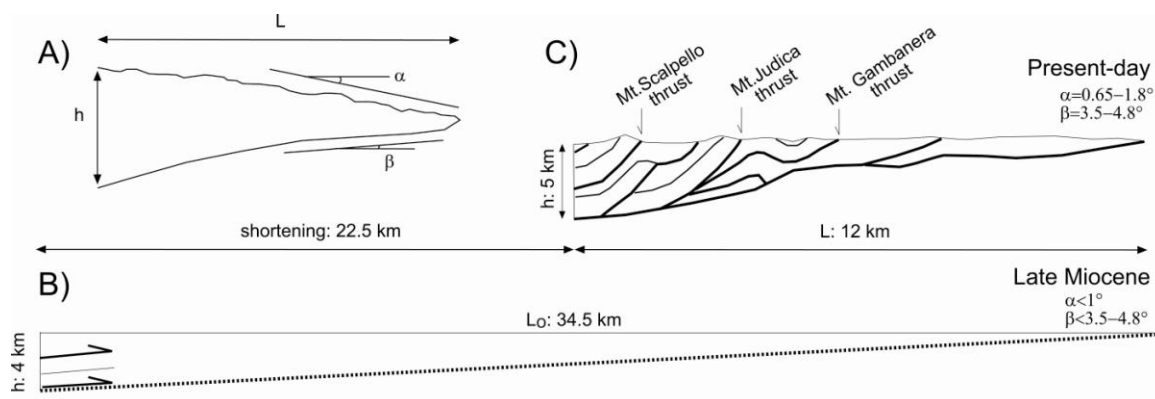 A)
L
α
h
β
C)
Mt.Scalpello
thrust
Mt.Judica
thrust
Mt. Gambanera
thrust
Present-day
α=0.65–1.8°
β=3.5–4.8°
h: 5 km
shortening: 22.5 km
L: 12 km
B)
Late Miocene
α<1°
β<3.5–4.8°
Lo: 34.5 km
h: 4 km